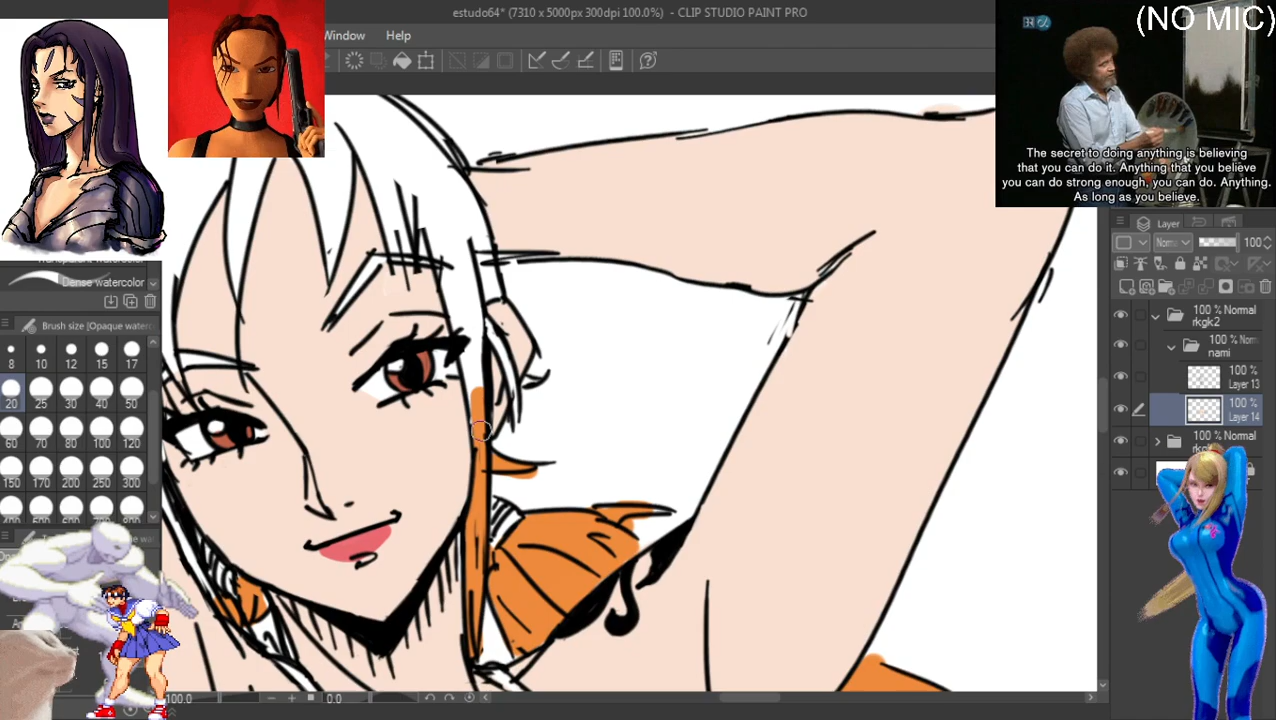 estudo64* (7310 x 5000px 300dpi 100.0%) - CLIP STUDIO PAINT PRO
(NO MIC)
Window Help
The secret to doing anything is believing
that you can do it. Anything that you believe
you can do strong enough, you can do. Anything.
As long as you believe.
Layer
100
Dense watercolor
Brush size [Opaque water
8 10 12 15 17
20 25 30 40 50
60 70 80 100 120
150 170 200 250 300
100 % Normal
rkgk2
100 % Norm
nami
100 %
Layer 13
100 %
Layer 14
100 % Normal
100.0
0.0